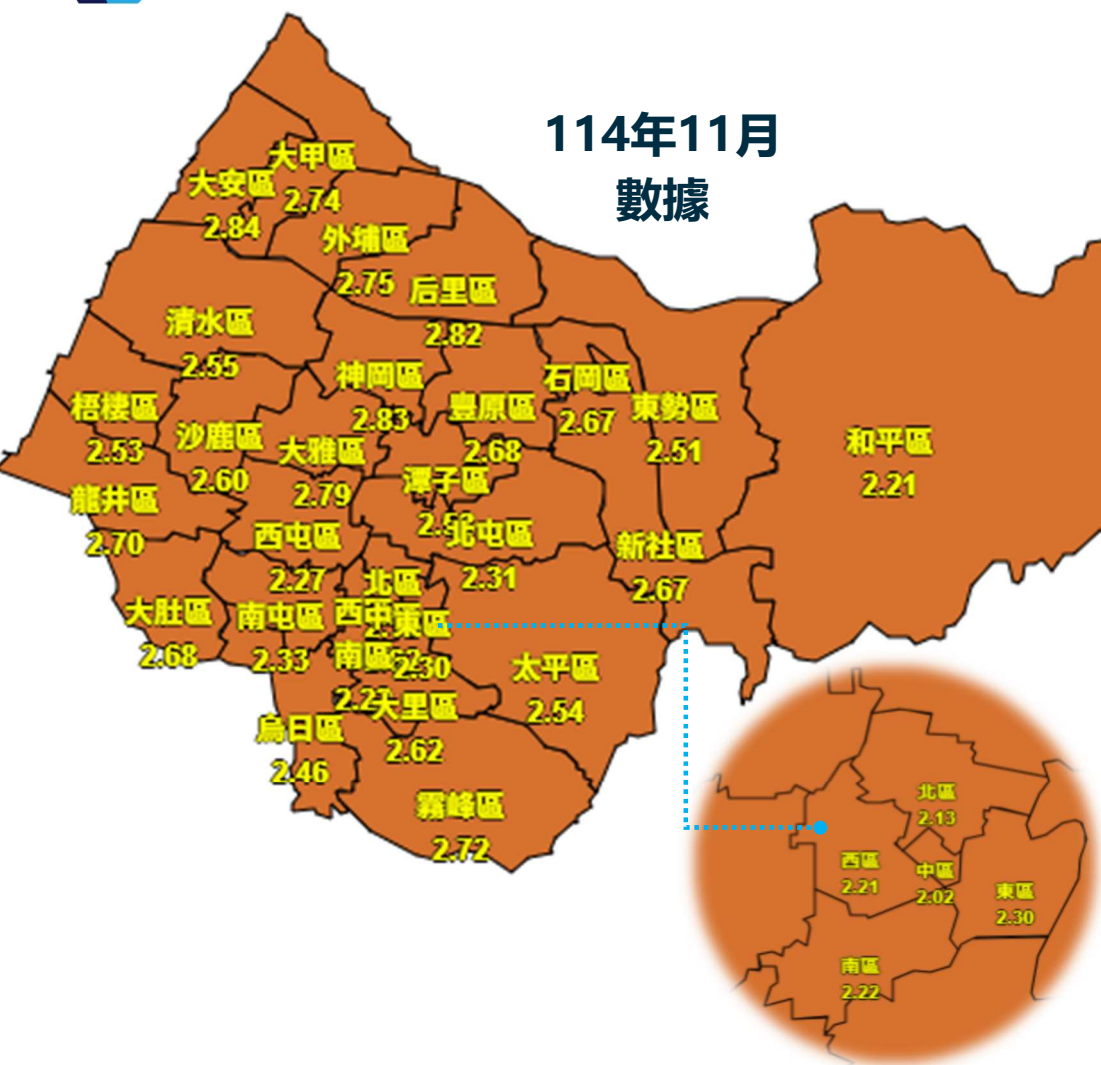 114年11月
數據
大甲區
2.74
大安區
2.84
外埔區
2.75
后里區
2.82
清水區
2.55
神岡區
2.83
石岡區
2.67
豐原區
2.68
東勢區
2.51
梧棲區
2.53
沙鹿區
2.60
大雅區
2.79
和平區
2.21
潭子區
龍井區
2.70
西屯區
2.27
北屯區
2.31
新社區
2.67
北區
大肚區
2.68
南屯區
2.33
東區
2.30
南區
太平區
2.54
大里區
2.62
烏日區
2.46
霧峰區
2.72
北區
2.13
西區
2.21
中區
2.02
東區
2.30
南區
2.22